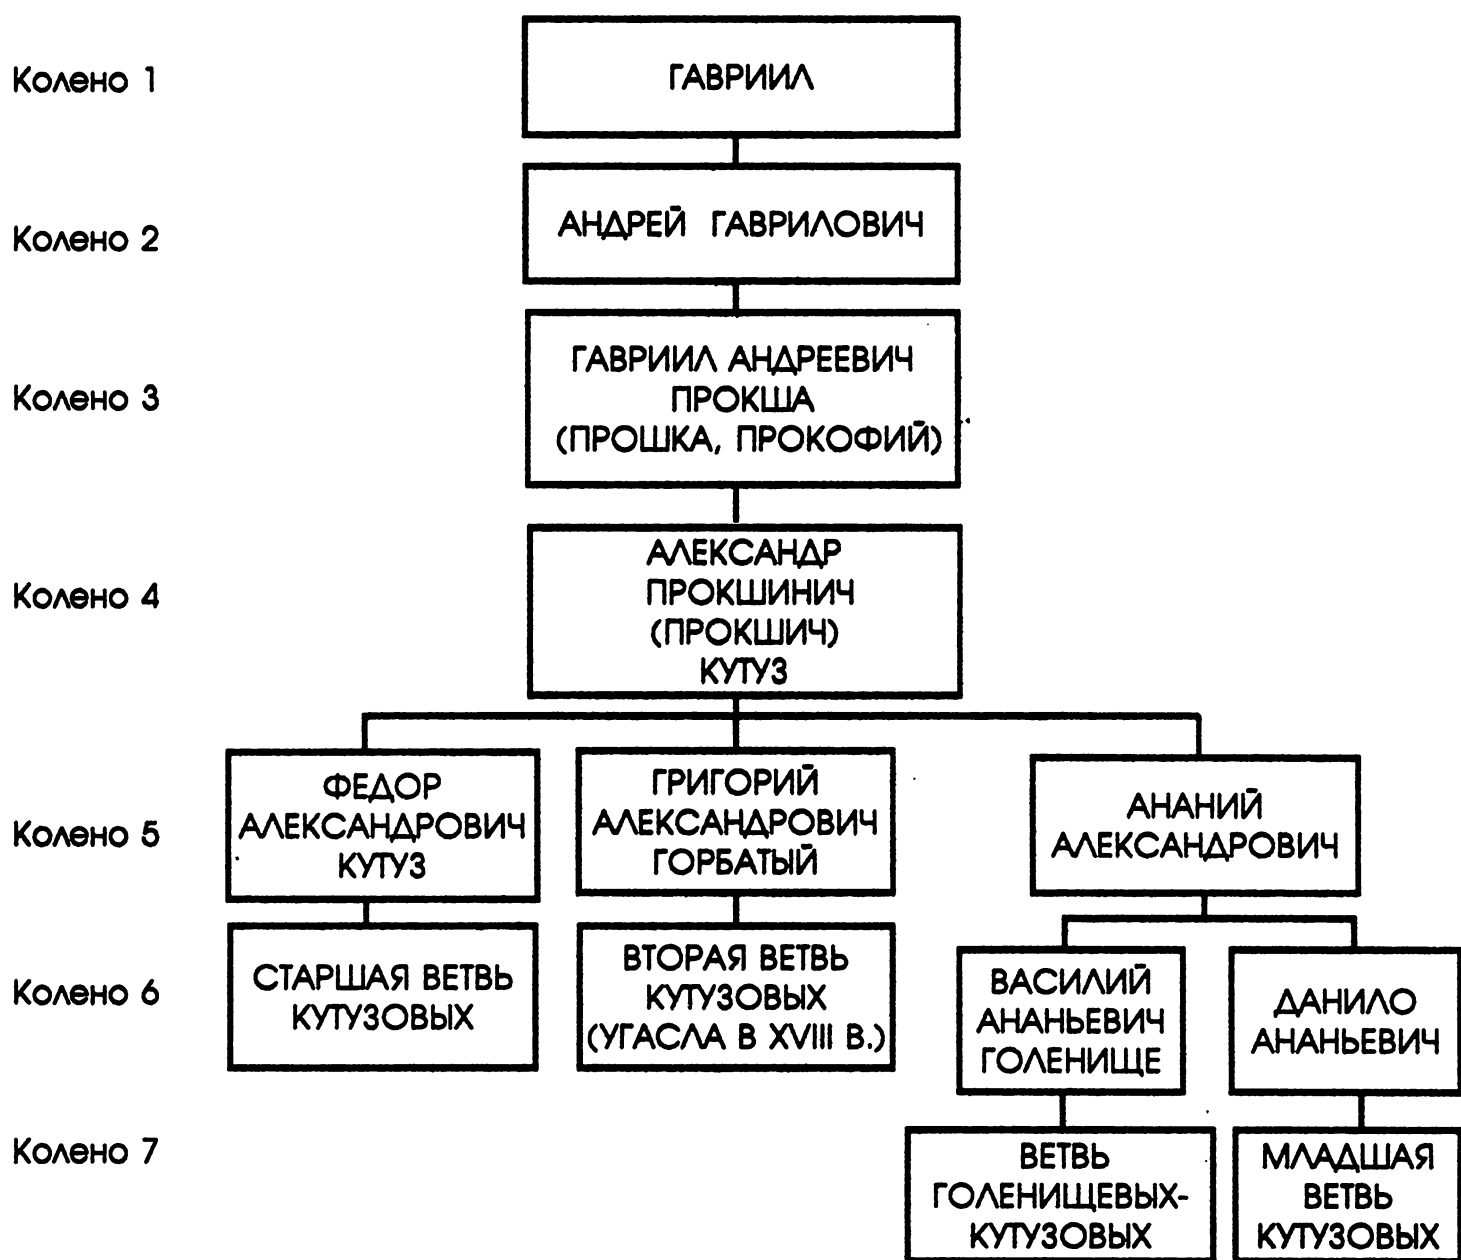 Колено 1
ГАВРИИЛ
Колено 2
АНДРЕЙ ГАВРИЛОВИЧ
Колено 3
ГАВРИИЛ АНДРЕЕВИЧ
ПРОКША
(ПРОШКА, ПРОКОФИЙ)
Колено 4
АЛЕКСАНДР
ПРОКШИНИЧ
(ПРОКШИЧ)
КУТУЗ
Колено 5
ФЕДОР
АЛЕКСАНДРОВИЧ
КУТУЗ
ГРИГОРИЙ
АЛЕКСАНДРОВИЧ
ГОРБАТЫЙ
АНАНИЙ
АЛЕКСАНДРОВИЧ
Колено 6
СТАРШАЯ ВЕТВЬ
КУТУЗОВЫХ
ВТОРАЯ ВЕТВЬ
КУТУЗОВЫХ
(УГАСЛА В XVIII В.)
ВАСИЛИЙ
АНАНЬЕВИЧ
ГОЛЕНИЩЕ
ДАНИЛО
АНАНЬЕВИЧ
Колено 7
ВЕТВЬ
ГОЛЕНИЩЕВЫХ-
КУТУЗОВЫХ
МЛАДШАЯ
ВЕТВЬ
КУТУЗОВЫХ